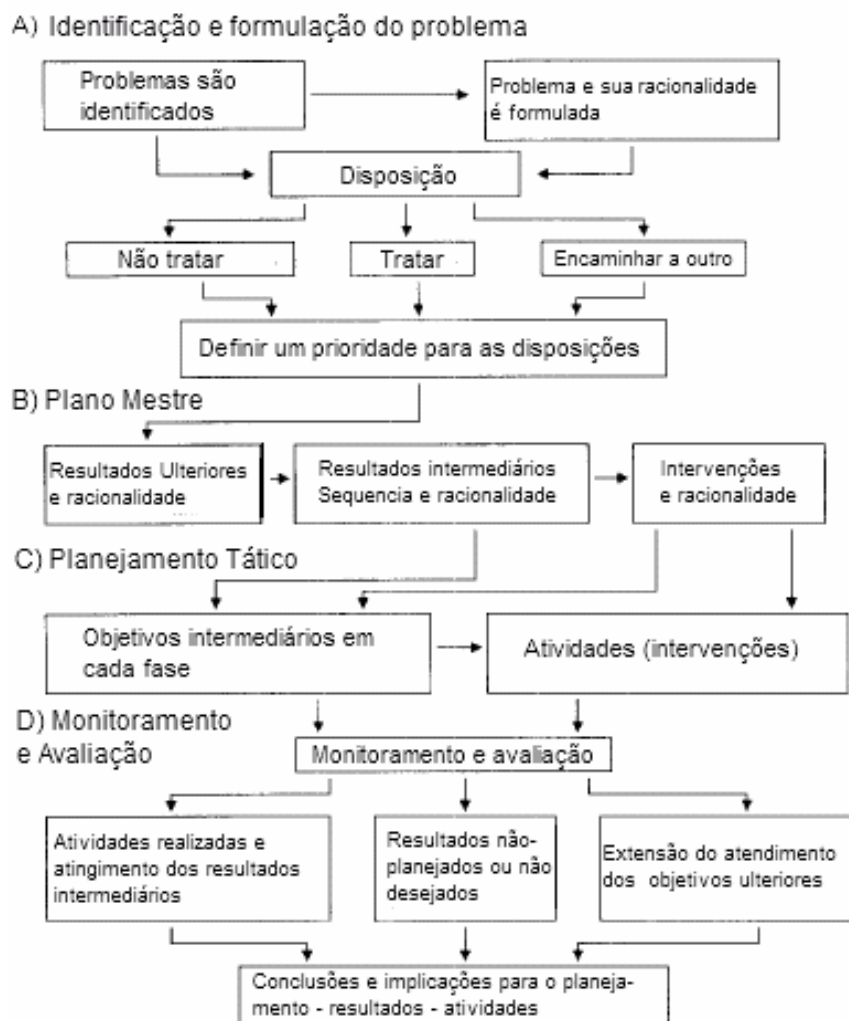 A) Identificação e formulação do problema
Problemas são
identificados
Problema e sua racionalidade
é formulada
Disposição
Não tratar
Tratar
Encaminhar a outro
Definir um prioridade para as disposições
B) Plano Mestre
Resultados Ulteriores
e racionalidade
Resultados intermediários
Sequencia e racionalidade
Intervenções
e racionalidade
C) Planejamento Tático
Objetivos intermediários em
cada fase
Atividades (intervenções)
D) Monitoramento
e Avaliação
Monitoramento e avaliação
Atividades realizadas e
atingimento dos resultados
intermediários
Resultados não-
planejados ou não
desejados
Extensão do atendimento
dos objetivos ulteriores
Conclusões e implicações para o planeja-
mento - resultados - atividades